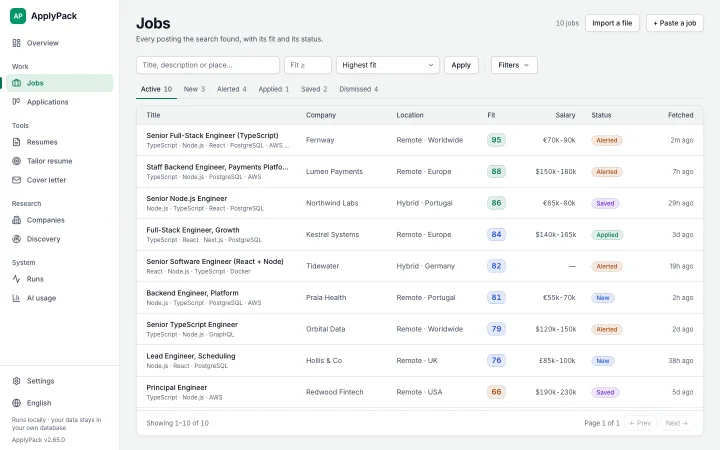 AP ApplyPack
Overview
Work
Jobs
Applications
Tools
Resumes
Tailor resume
Cover letter
Research
Companies
Discovery
System
Runs
AI usage
Settings
English
Runs locally · your data stays in
your own database
ApplyPack v2.65.0
Jobs
Every posting the search found, with its fit and its status.
10 jobs Import a file + Paste a job
Title, description or place... Fit ≥ Highest fit Apply Filters
Active 10 New 3 Alerted 4 Applied 1 Saved 2 Dismissed 4
Title Company Location Fit Salary Status Fetched
Senior Full-Stack Engineer (TypeScript)
TypeScript · Node.js · React · PostgreSQL · AWS ...
Fernway Remote · Worldwide 95 €70k-90k Alerted 2m ago
Staff Backend Engineer, Payments Platfo...
TypeScript · Node.js · PostgreSQL · AWS
Lumen Payments Remote · Europe 88 $150k-180k Alerted 7h ago
Senior Node.js Engineer
Node.js · TypeScript · React · PostgreSQL
Northwind Labs Hybrid · Portugal 86 €65k-80k Saved 29h ago
Full-Stack Engineer, Growth
TypeScript · React · Next.js · PostgreSQL
Kestrel Systems Remote · Europe 84 $140k-165k Applied 3d ago
Senior Software Engineer (React + Node)
React · Node.js · TypeScript · Docker
Tidewater Hybrid · Germany 82 — Alerted 19h ago
Backend Engineer, Platform
Node.js · TypeScript · PostgreSQL · AWS
Praia Health Remote · Portugal 81 €55k-70k New 2h ago
Senior TypeScript Engineer
TypeScript · Node.js · GraphQL
Orbital Data Remote · Worldwide 79 $120k-150k Alerted 2d ago
Lead Engineer, Scheduling
Node.js · React · PostgreSQL
Hollis & Co Remote · UK 76 £85k-100k New 38h ago
Principal Engineer
TypeScript · Node.js · AWS
Redwood Fintech Remote · USA 66 $190k-230k Saved 5d ago
Showing 1–10 of 10 Page 1 of 1 ← Prev Next →